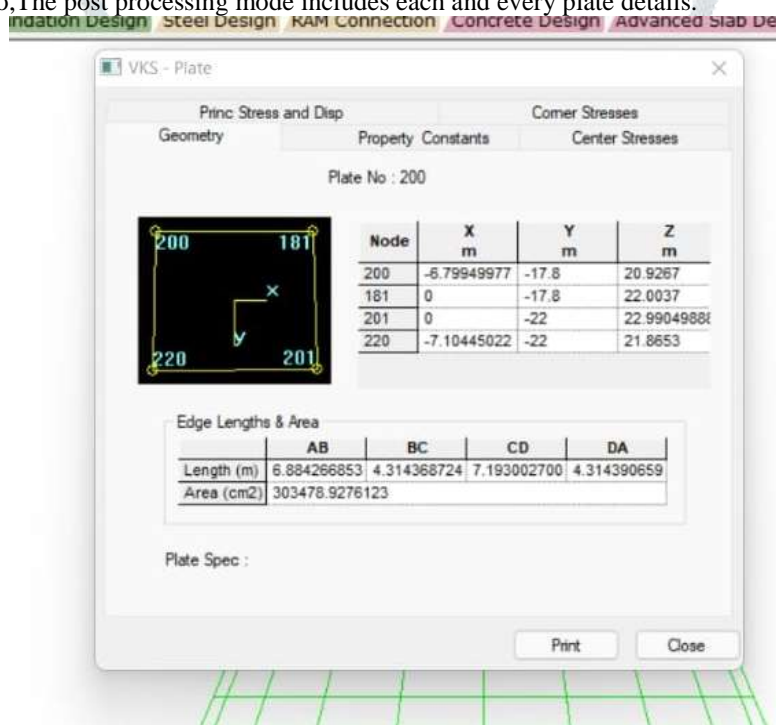 ,The post processing mode includes each and every plate details.
ndation Design Steel Design RAM Connection Concrete Design Advanced Slab De
VKS - Plate
Princ Stress and Disp Corner Stresses
Geometry Property Constants Center Stresses
Plate No : 200
200 181
x
y
220 201
Node X m Y m Z m
200 -6.79949977 -17.8 20.9267
181 0 -17.8 22.0037
201 0 -22 22.99049888
220 -7.10445022 -22 21.8653
Edge Lengths & Area
AB BC CD DA
Length (m) 6.884266853 4.314368724 7.193002700 4.314390659
Area (cm2) 303478.9276123
Plate Spec :
Print Close